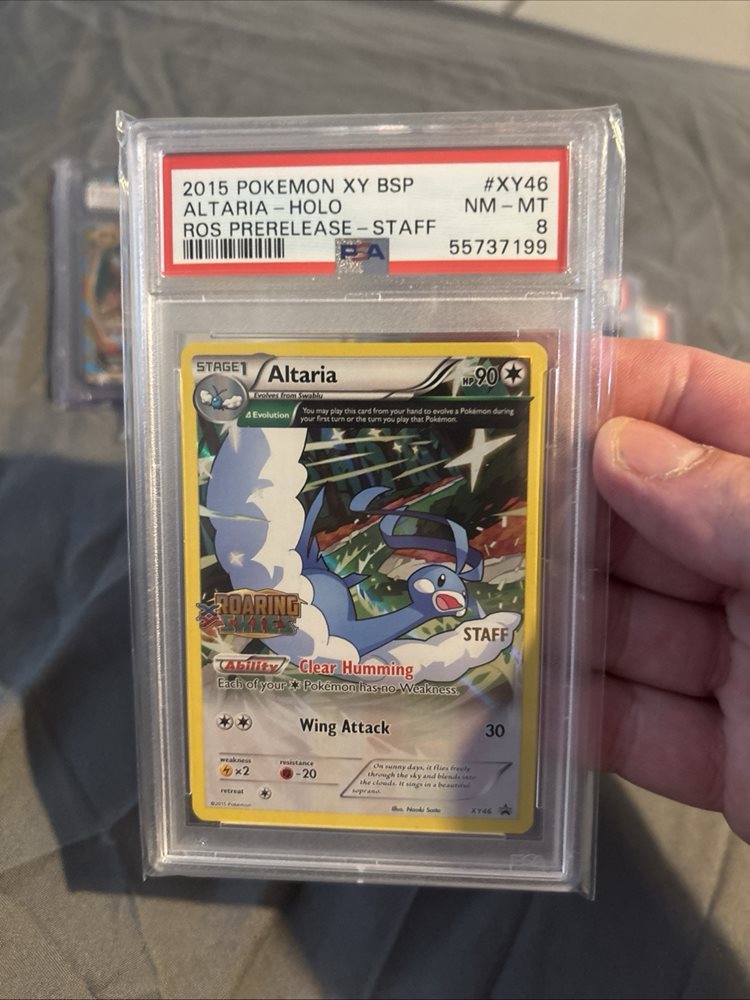 2015 POKEMON XY BSP #XY46
ALTARIA - HOLO NM - MT
ROS PRERELEASE - STAFF 8
PSA 55737199
STAGE1 Altaria HP90
Evolves from Swablu
Δ Evolution You may play this card from your hand to evolve a Pokémon during
your first turn or the turn you play that Pokémon.
XY ROARING
SKIES
STAFF
Ability Clear Humming
Each of your Pokémon has no Weakness.
Wing Attack 30
weakness resistance
×2 -20
retreat
On sunny days, it flies freely
through the sky and blends into
the clouds. It sings in a beautiful
soprano.
©2015 Pokémon Illus. Naoki Saito XY46